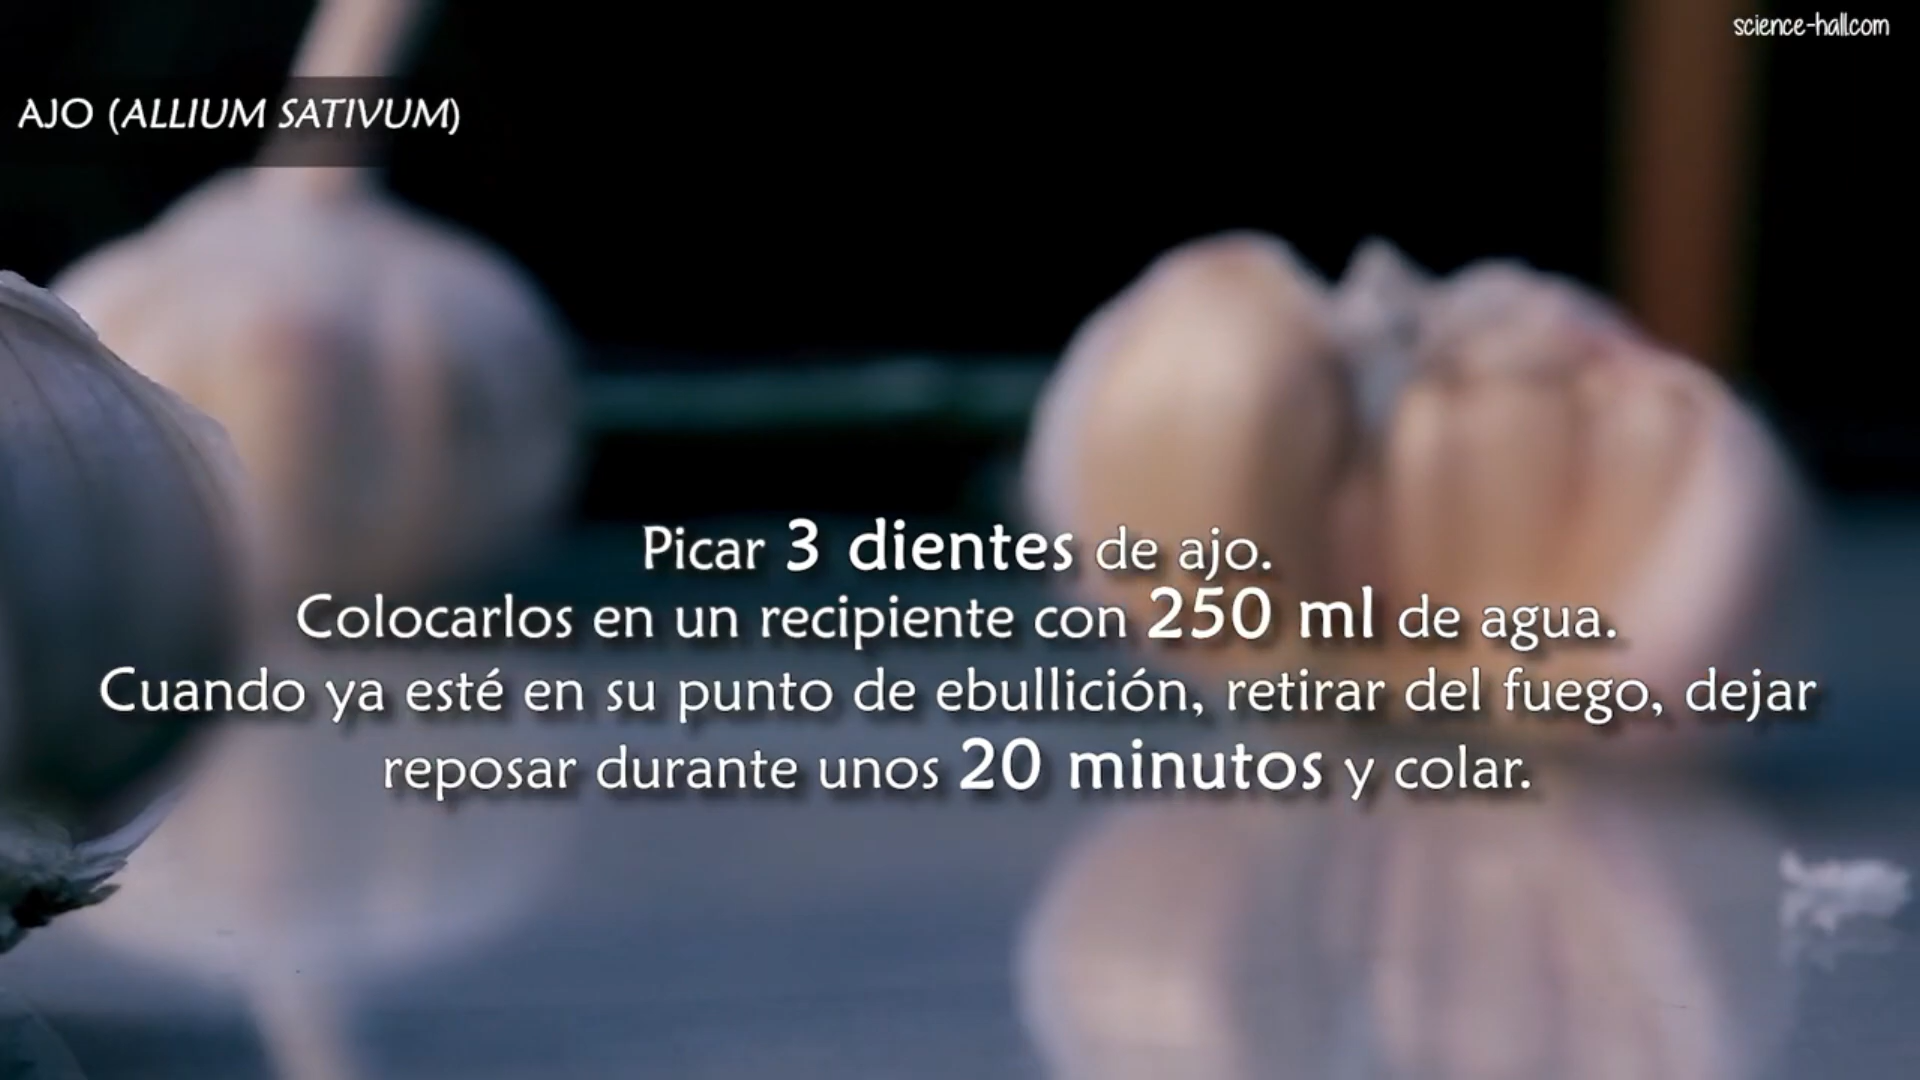 science-hall.com
AJO (ALLIUM SATIVUM)
Picar 3 dientes de ajo.
Colocarlos en un recipiente con 250 ml de agua.
Cuando ya esté en su punto de ebullición, retirar del fuego, dejar
reposar durante unos 20 minutos y colar.